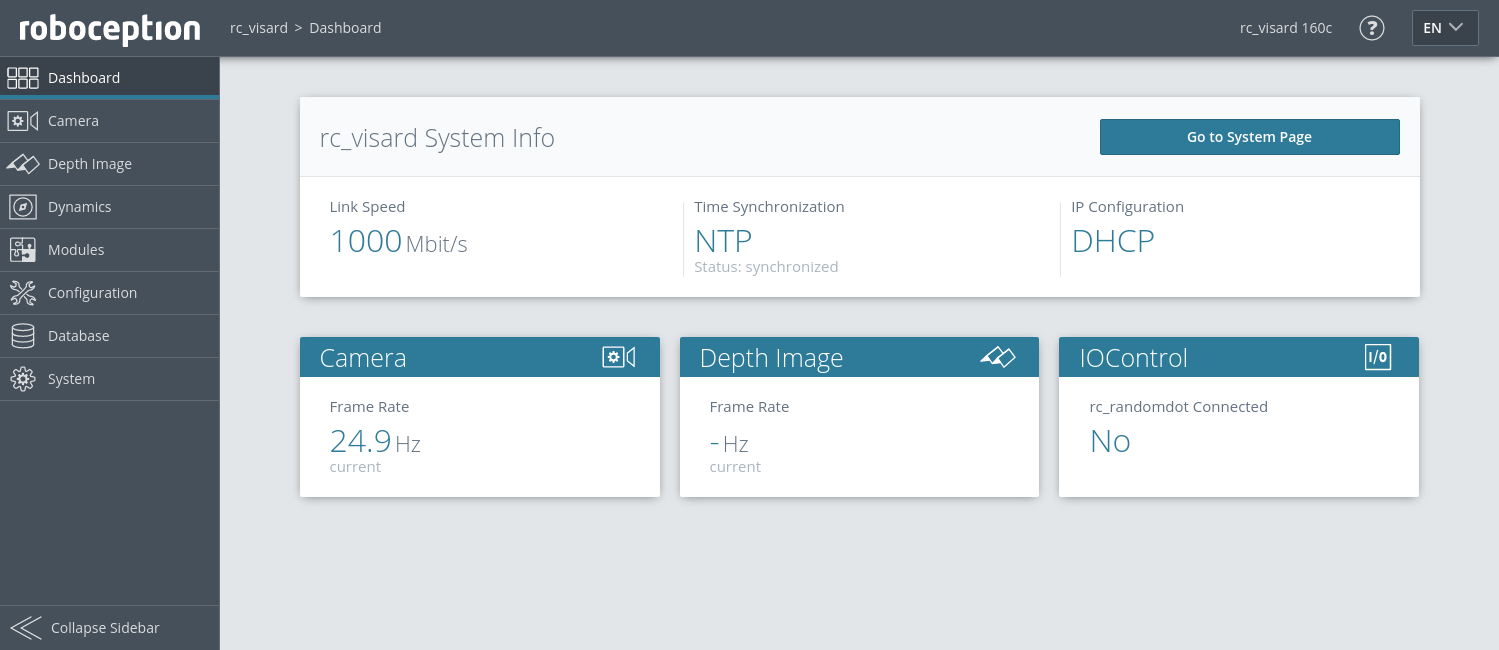 roboception
rc_visard > Dashboard
rc_visard 160c
?
EN
Dashboard
Camera
Depth Image
Dynamics
Modules
Configuration
Database
System
Collapse Sidebar
rc_visard System Info
Go to System Page
Link Speed
1000 Mbit/s
Time Synchronization
NTP
Status: synchronized
IP Configuration
DHCP
Camera
Frame Rate
24.9 Hz
current
Depth Image
Frame Rate
- Hz
current
IOControl
I/O
rc_randomdot Connected
No